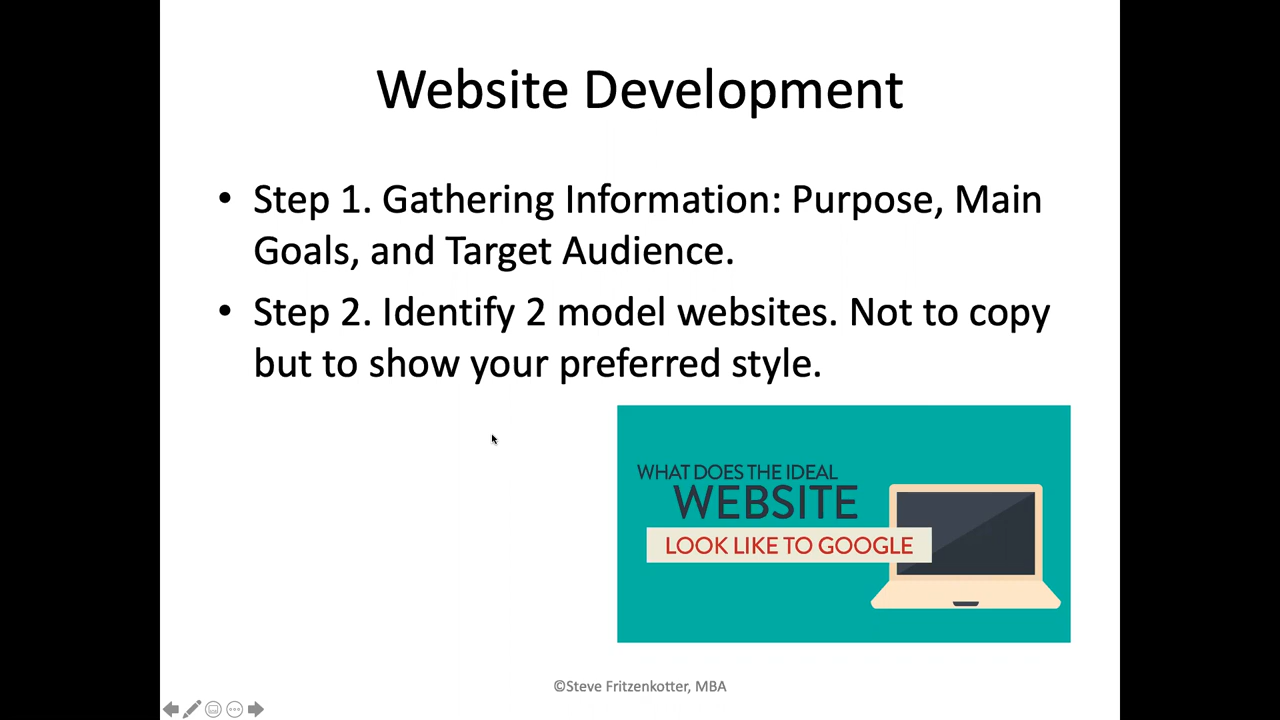 Website Development
• Step 1. Gathering Information: Purpose, Main
Goals, and Target Audience.
• Step 2. Identify 2 model websites. Not to copy
but to show your preferred style.
WHAT DOES THE IDEAL
WEBSITE
LOOK LIKE TO GOOGLE
©Steve Fritzenkotter, MBA